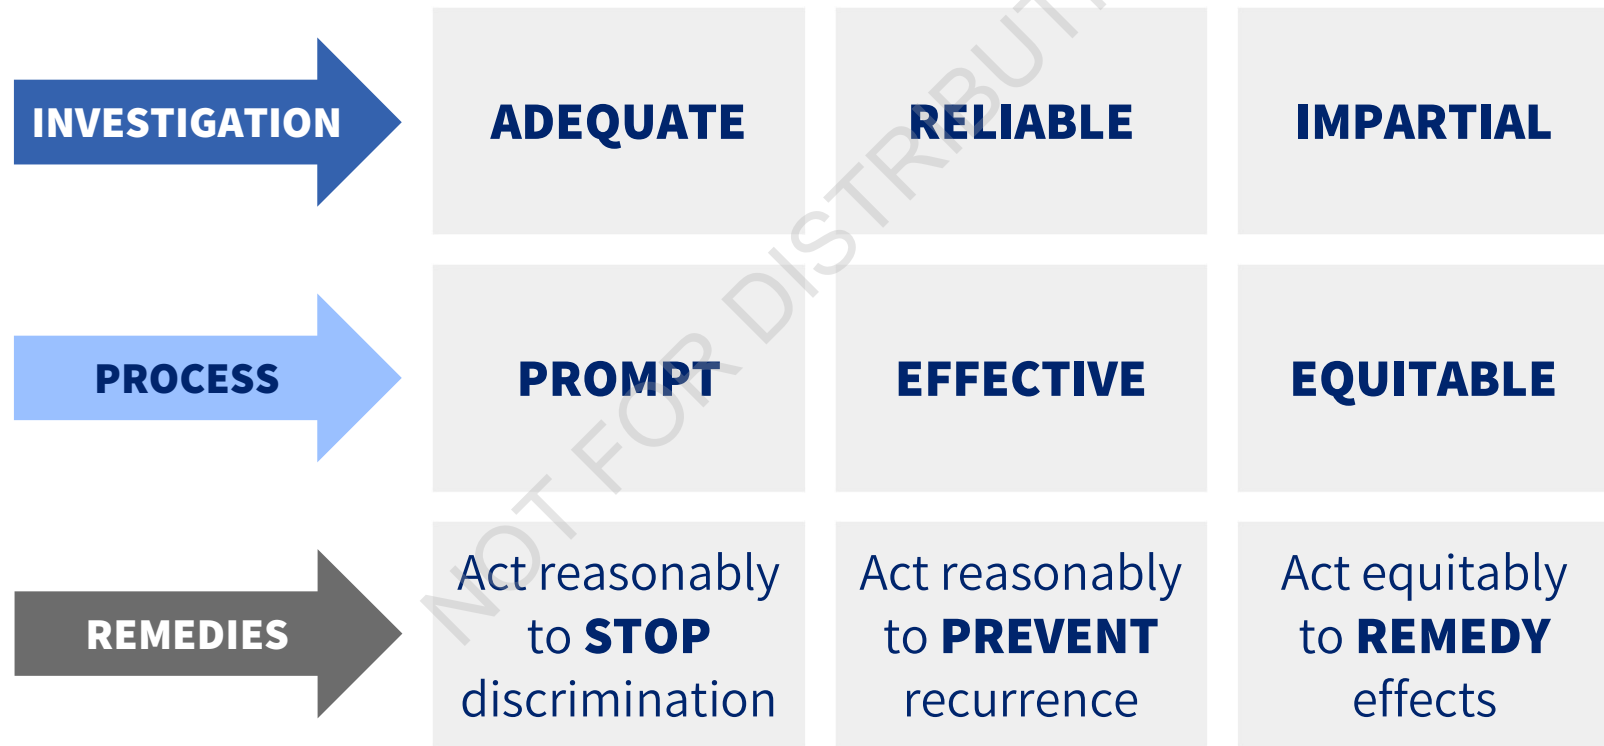 INVESTIGATION
ADEQUATE
RELIABLE
IMPARTIAL
PROCESS
PROMPT
EFFECTIVE
EQUITABLE
REMEDIES
Act reasonably
to STOP
discrimination
Act reasonably
to PREVENT
recurrence
Act equitably
to REMEDY
effects
NOT FOR DISTRIBUTI